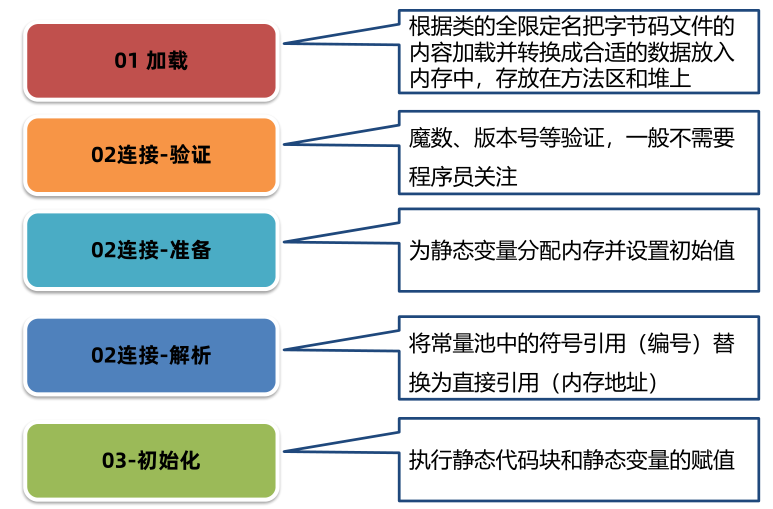 01 加载
根据类的全限定名把字节码文件的
内容加载并转换成合适的数据放入
内存中，存放在方法区和堆上
02连接-验证
魔数、版本号等验证，一般不需要
程序员关注
02连接-准备
为静态变量分配内存并设置初始值
02连接-解析
将常量池中的符号引用（编号）替
换为直接引用（内存地址）
03-初始化
执行静态代码块和静态变量的赋值